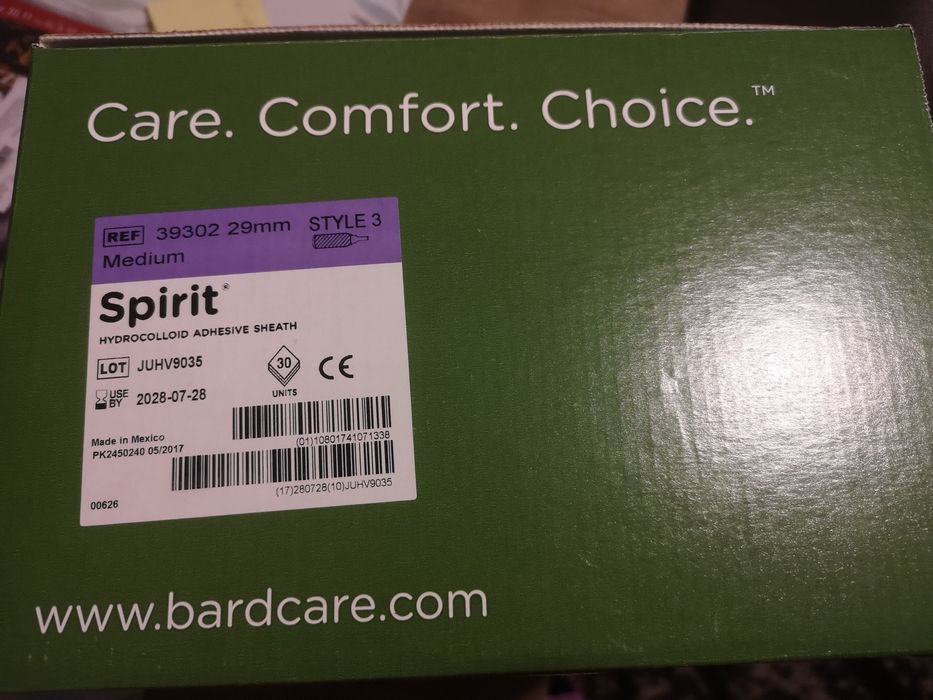 Care. Comfort. Choice.™
REF 39302 29mm STYLE 3
Medium
Spirit®
HYDROCOLLOID ADHESIVE SHEATH
LOT JUHV9035
30
UNITS
CE
USE BY 2028-07-28
Made in Mexico
PK2450240 05/2017
(01)10801741071338
(17)280728(10)JUHV9035
00626
www.bardcare.com